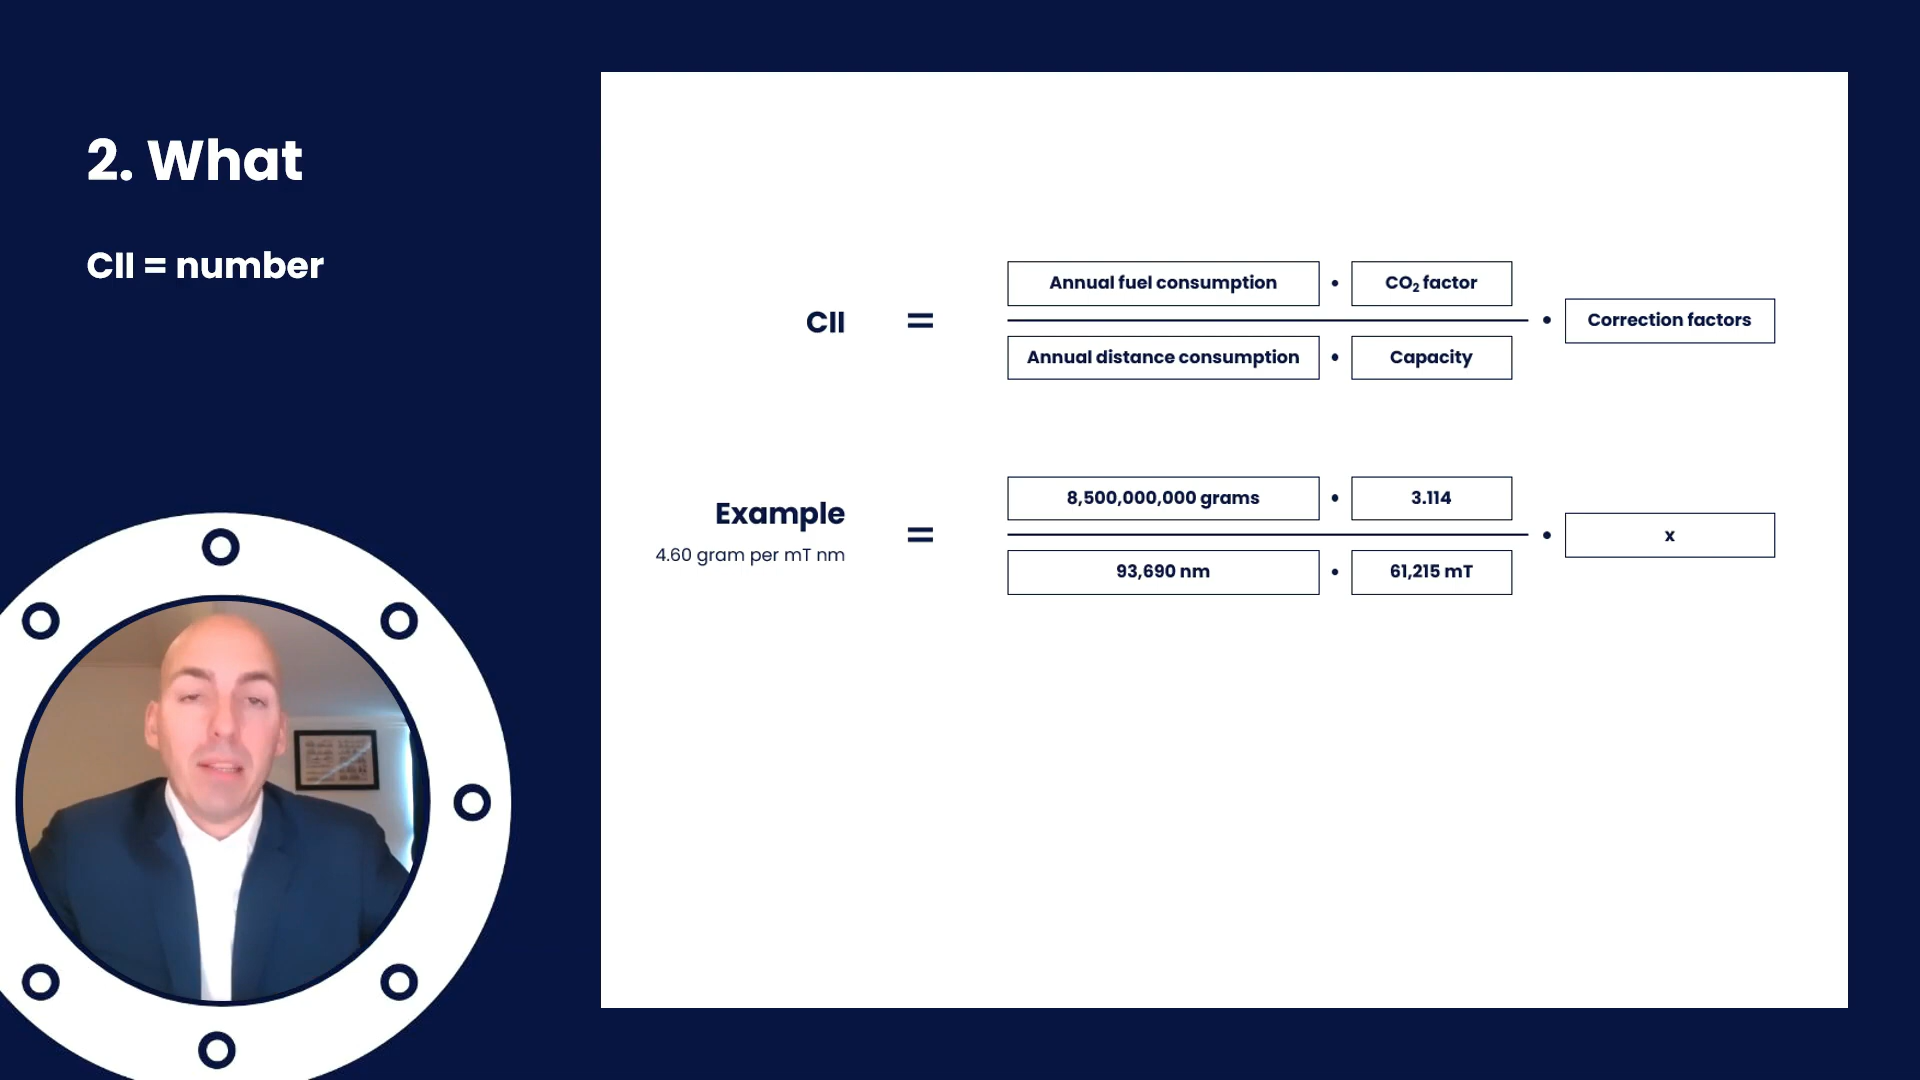 2. What
CII = number
CII = Annual fuel consumption • CO₂ factor
Annual distance consumption • Capacity
• Correction factors
Example
4.60 gram per mT nm
= 8,500,000,000 grams • 3.114
93,690 nm • 61,215 mT
• x